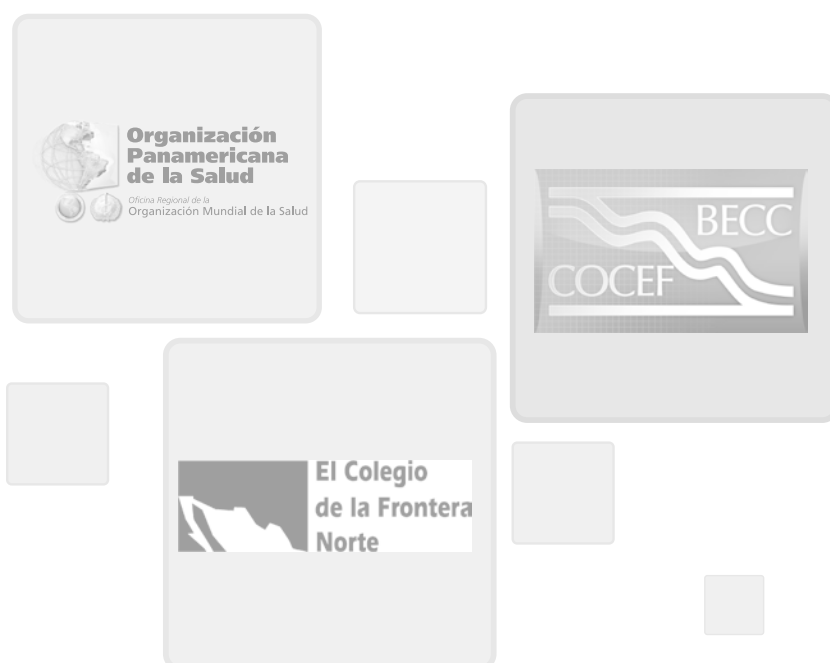 Organización
Panamericana
de la Salud
Oficina Regional de la
Organización Mundial de la Salud
BECC
COCEF
El Colegio
de la Frontera
Norte